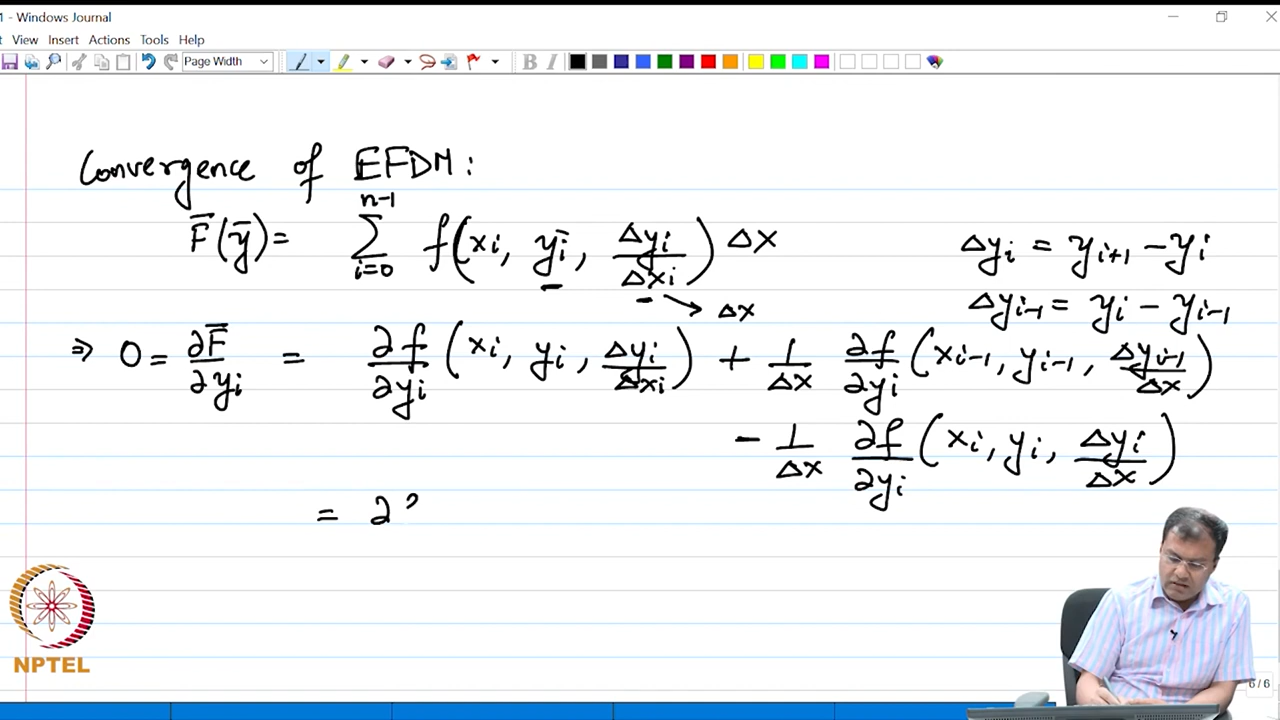 1 - Windows Journal
t View Insert Actions Tools Help
Page Width
B I
Convergence of EFDM:
F̅(y̅) = ∑_{i=0}^{n-1} f(xi, yi, Δyi/Δxi) Δx
→ Δx
Δyi = yi+1 - yi
Δyi-1 = yi - yi-1
⇒ 0 = ∂F̅/∂yi = ∂f/∂yi (xi, yi, Δyi/Δxi) + 1/Δx ∂f/∂yi (xi-1, yi-1, Δyi-1/Δx)
- 1/Δx ∂f/∂yi (xi, yi, Δyi/Δx)
= ∂
NPTEL
6 / 6